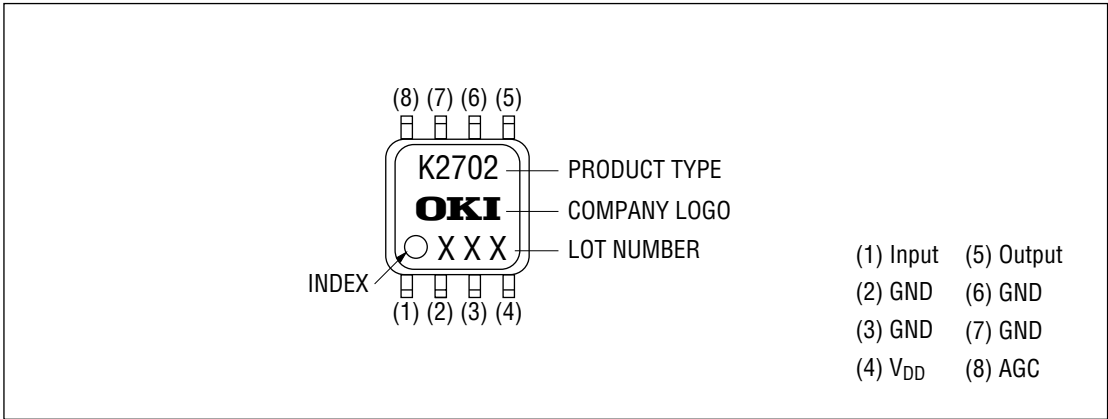 (8) (7) (6) (5)
K2702
PRODUCT TYPE
OKI
COMPANY LOGO
X X X
LOT NUMBER
INDEX
(1) (2) (3) (4)
(1) Input (5) Output
(2) GND (6) GND
(3) GND (7) GND
(4) VDD (8) AGC